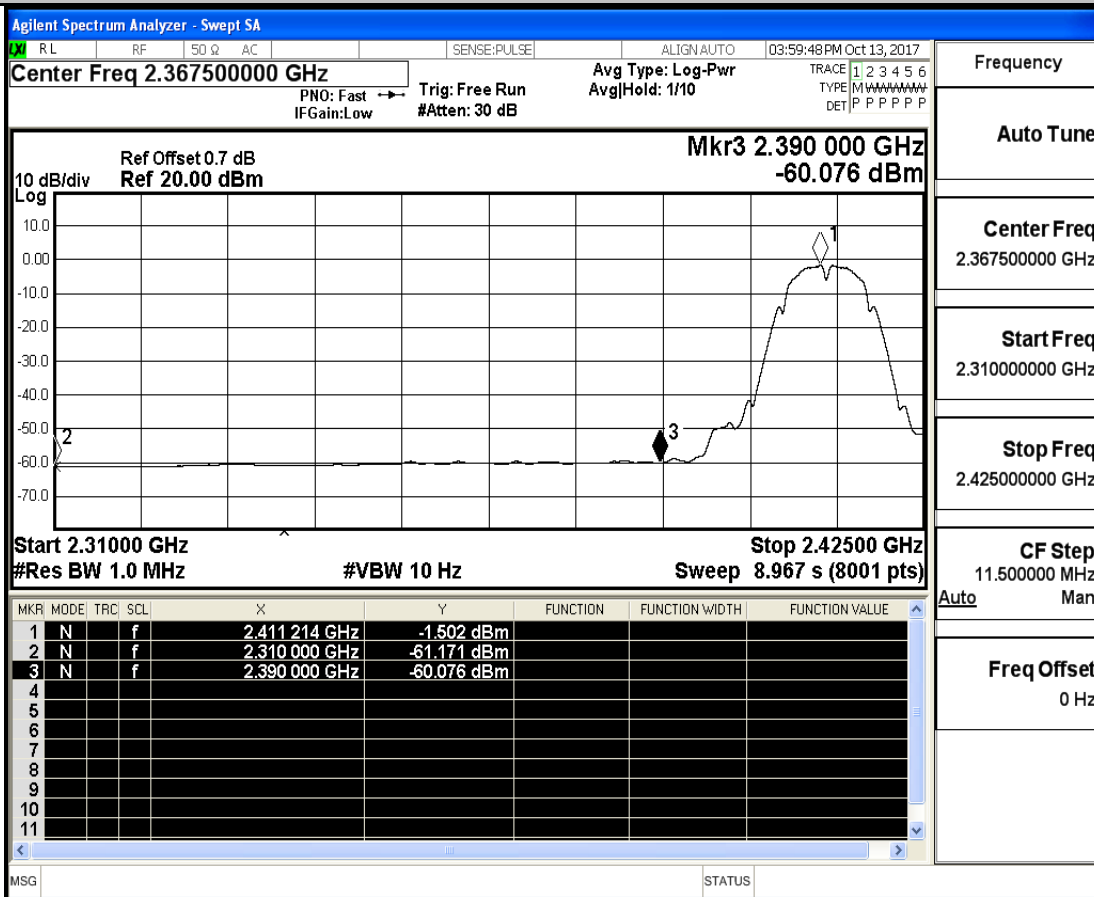 Agilent Spectrum Analyzer - Swept SA
LXI RL RF 50 Ω AC SENSE:PULSE ALIGN AUTO 03:59:48 PM Oct 13, 2017
Center Freq 2.367500000 GHz
PNO: Fast
IFGain:Low
Trig: Free Run
#Atten: 30 dB
Avg Type: Log-Pwr
Avg|Hold: 1/10
TRACE 1 2 3 4 5 6
TYPE M
DET P P P P P P
Ref Offset 0.7 dB
10 dB/div Ref 20.00 dBm
Log
Mkr3 2.390 000 GHz
-60.076 dBm
10.0
0.00
-10.0
-20.0
-30.0
-40.0
-50.0
-60.0
-70.0
1
2
3
Start 2.31000 GHz Stop 2.42500 GHz
#Res BW 1.0 MHz #VBW 10 Hz Sweep 8.967 s (8001 pts)
MKR MODE TRC SCL X Y FUNCTION FUNCTION WIDTH FUNCTION VALUE
1 N f 2.411 214 GHz -1.502 dBm
2 N f 2.310 000 GHz -61.171 dBm
3 N f 2.390 000 GHz -60.076 dBm
4
5
6
7
8
9
10
11
MSG STATUS
Frequency
Auto Tune
Center Freq
2.367500000 GHz
Start Freq
2.310000000 GHz
Stop Freq
2.425000000 GHz
CF Step
11.500000 MHz
Auto Man
Freq Offset
0 Hz